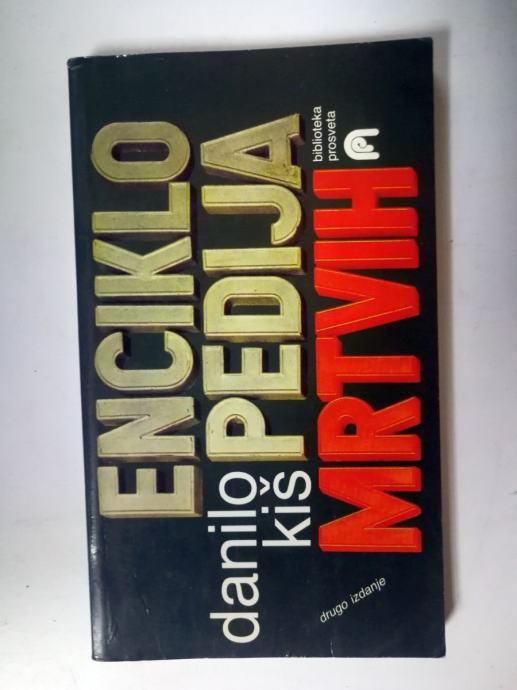 ENCIKLO
PEDIJA
MRTVIH
danilo
kiš
biblioteka
prosveta
drugo izdanje